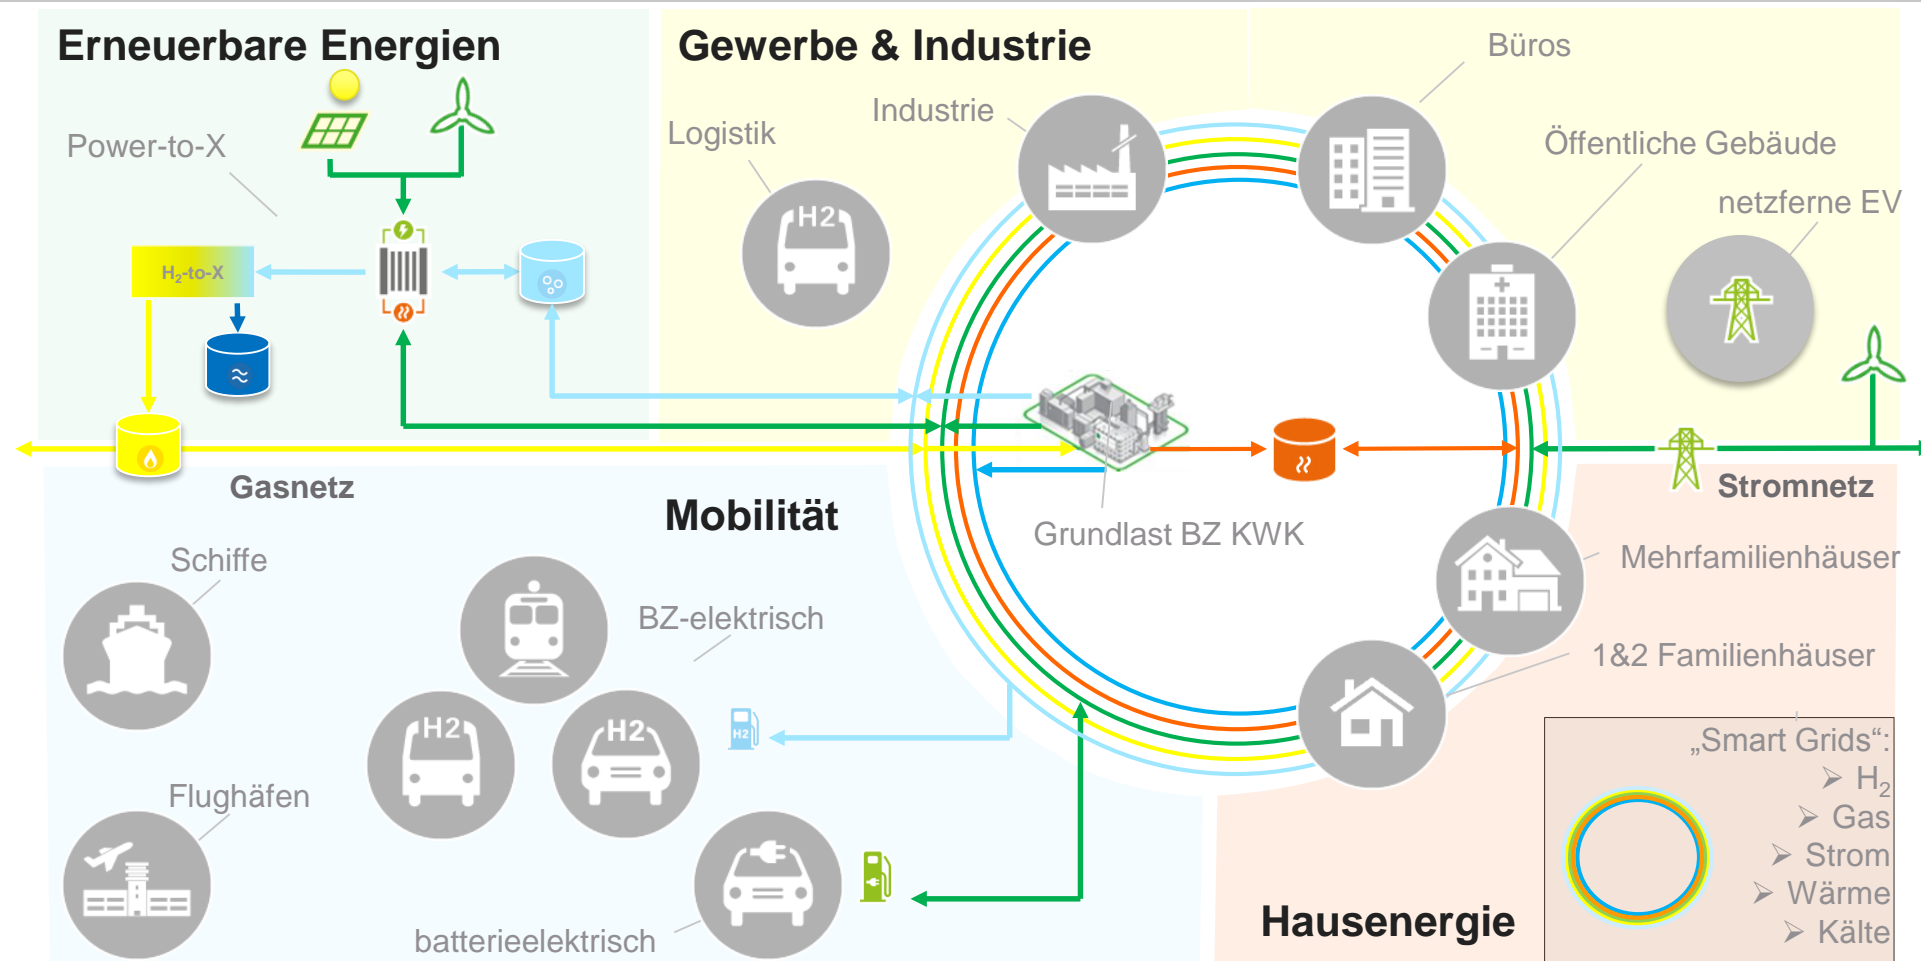 Erneuerbare Energien
Power-to-X
H₂-to-X
Gewerbe & Industrie
Logistik
H2
Industrie
Büros
Öffentliche Gebäude
netzferne EV
Gasnetz
Grundlast BZ KWK
Stromnetz
Mobilität
Schiffe
BZ-elektrisch
H2
H2
H2
Flughäfen
batterieelektrisch
Mehrfamilienhäuser
1&2 Familienhäuser
Hausenergie
„Smart Grids“:
➢ H₂
➢ Gas
➢ Strom
➢ Wärme
➢ Kälte